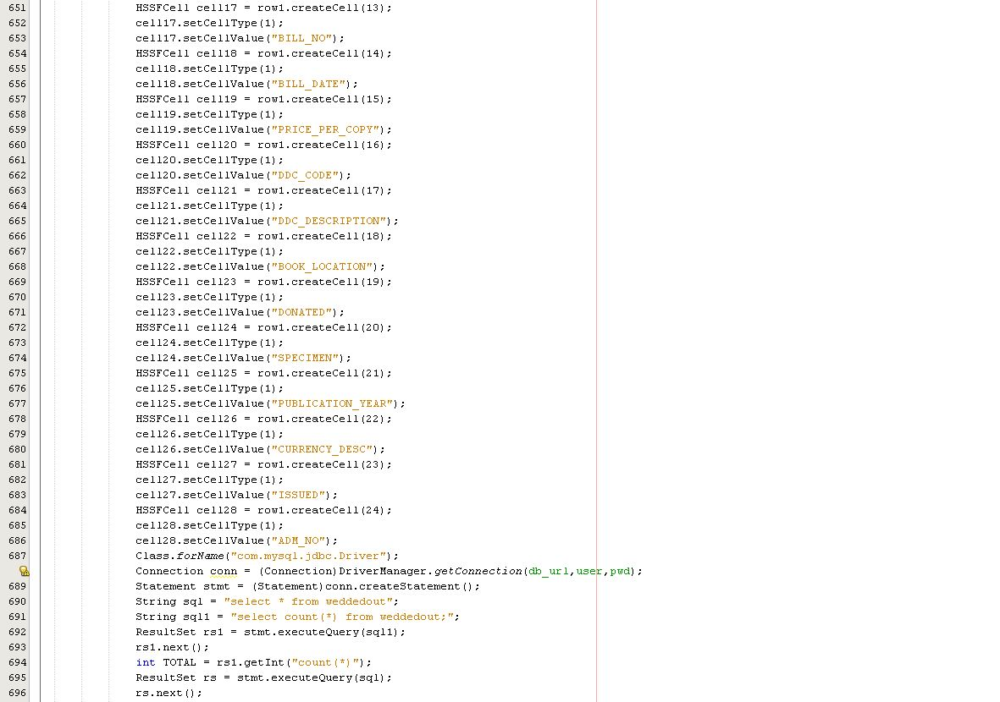 651 HSSFCell cell17 = row1.createCell(13);
652 cell17.setCellType(1);
653 cell17.setCellValue("BILL_NO");
654 HSSFCell cell18 = row1.createCell(14);
655 cell18.setCellType(1);
656 cell18.setCellValue("BILL_DATE");
657 HSSFCell cell19 = row1.createCell(15);
658 cell19.setCellType(1);
659 cell19.setCellValue("PRICE_PER_COPY");
660 HSSFCell cell20 = row1.createCell(16);
661 cell20.setCellType(1);
662 cell20.setCellValue("DDC_CODE");
663 HSSFCell cell21 = row1.createCell(17);
664 cell21.setCellType(1);
665 cell21.setCellValue("DDC_DESCRIPTION");
666 HSSFCell cell22 = row1.createCell(18);
667 cell22.setCellType(1);
668 cell22.setCellValue("BOOK_LOCATION");
669 HSSFCell cell23 = row1.createCell(19);
670 cell23.setCellType(1);
671 cell23.setCellValue("DONATED");
672 HSSFCell cell24 = row1.createCell(20);
673 cell24.setCellType(1);
674 cell24.setCellValue("SPECIMEN");
675 HSSFCell cell25 = row1.createCell(21);
676 cell25.setCellType(1);
677 cell25.setCellValue("PUBLICATION_YEAR");
678 HSSFCell cell26 = row1.createCell(22);
679 cell26.setCellType(1);
680 cell26.setCellValue("CURRENCY_DESC");
681 HSSFCell cell27 = row1.createCell(23);
682 cell27.setCellType(1);
683 cell27.setCellValue("ISSUED");
684 HSSFCell cell28 = row1.createCell(24);
685 cell28.setCellType(1);
686 cell28.setCellValue("ADM_NO");
687 Class.forName("com.mysql.jdbc.Driver");
Connection conn = (Connection)DriverManager.getConnection(db_url,user,pwd);
689 Statement stmt = (Statement)conn.createStatement();
690 String sql = "select * from weddedout";
691 String sql1 = "select count(*) from weddedout;";
692 ResultSet rs1 = stmt.executeQuery(sql1);
693 rs1.next();
694 int TOTAL = rs1.getInt("count(*)");
695 ResultSet rs = stmt.executeQuery(sql);
696 rs.next();